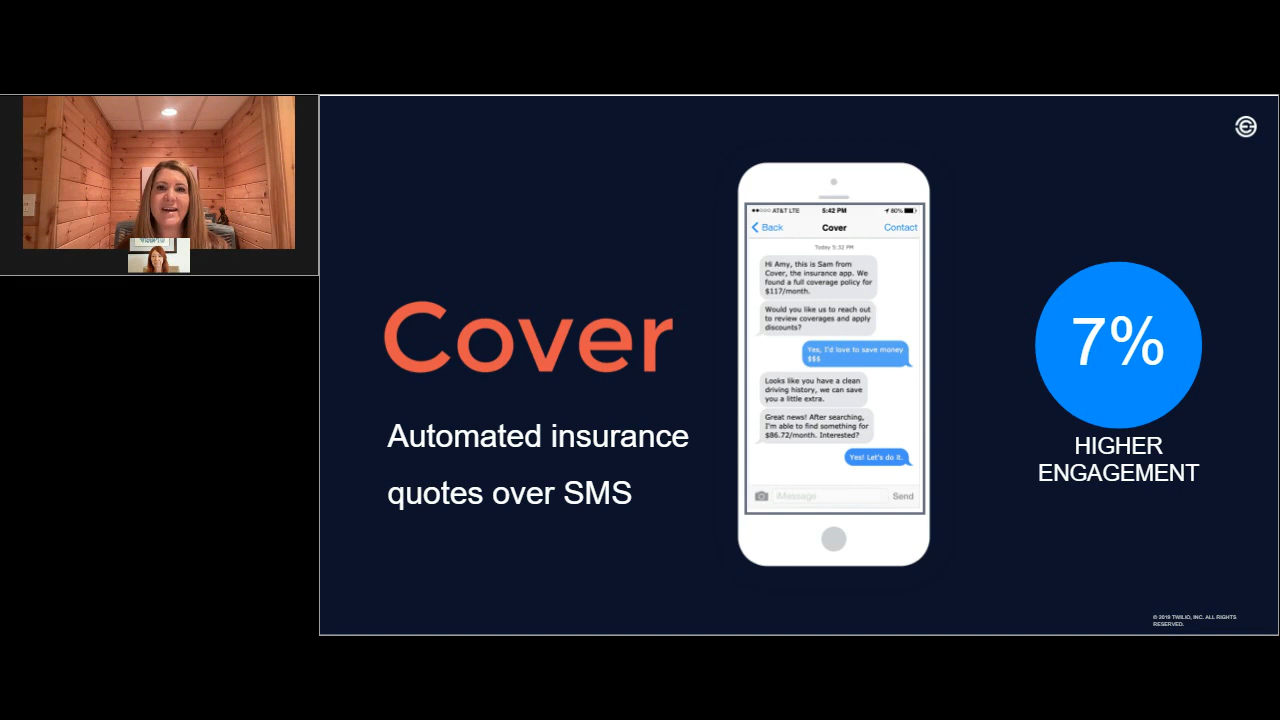 Cover
Automated insurance
quotes over SMS
AT&T LTE
5:42 PM
80%
Back
Cover
Contact
Today 5:32 PM
Hi Amy, this is Sam from
Cover, the insurance app. We
found a full coverage policy for
$117/month.
Would you like us to reach out
to review coverages and apply
discounts?
Yes, I'd love to save money
$$$
Looks like you have a clean
driving history, we can save
you a little extra.
Great news! After searching,
I'm able to find something for
$86.72/month. Interested?
Yes! Let's do it.
iMessage
Send
7%
HIGHER
ENGAGEMENT
© 2019 TWILIO, INC. ALL RIGHTS
RESERVED.